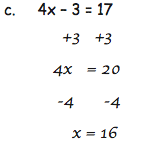 c. 4x - 3 = 17
+3 +3
4x = 20
-4 -4
x = 16